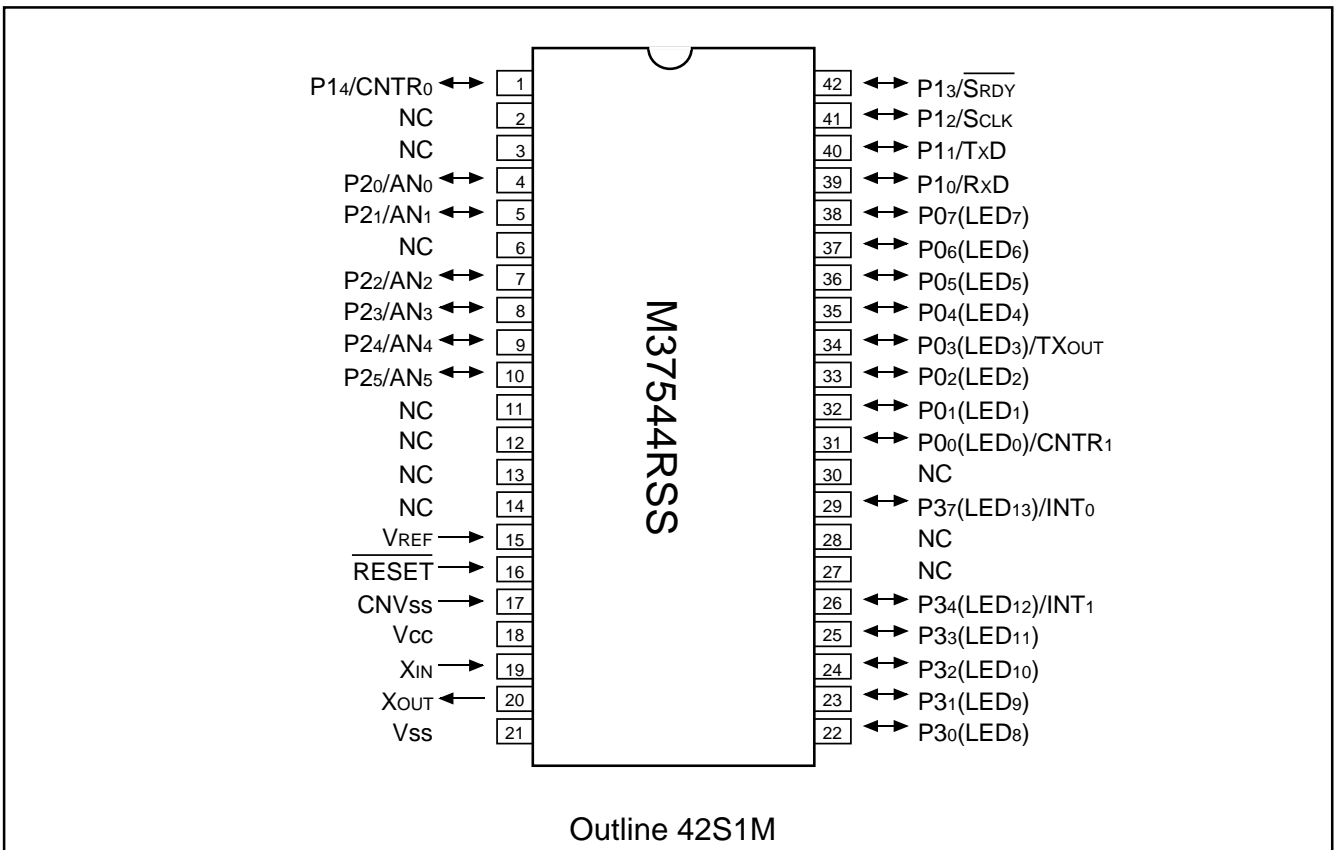 P14/CNTR0 1
NC 2
NC 3
P20/AN0 4
P21/AN1 5
NC 6
P22/AN2 7
P23/AN3 8
P24/AN4 9
P25/AN5 10
NC 11
NC 12
NC 13
NC 14
VREF 15
RESET 16
CNVss 17
Vcc 18
XIN 19
XOUT 20
Vss 21
M37544RSS
42 P13/SRDY
41 P12/SCLK
40 P11/TxD
39 P10/RxD
38 P07(LED7)
37 P06(LED6)
36 P05(LED5)
35 P04(LED4)
34 P03(LED3)/TXOUT
33 P02(LED2)
32 P01(LED1)
31 P00(LED0)/CNTR1
30 NC
29 P37(LED13)/INT0
28 NC
27 NC
26 P34(LED12)/INT1
25 P33(LED11)
24 P32(LED10)
23 P31(LED9)
22 P30(LED8)
Outline 42S1M